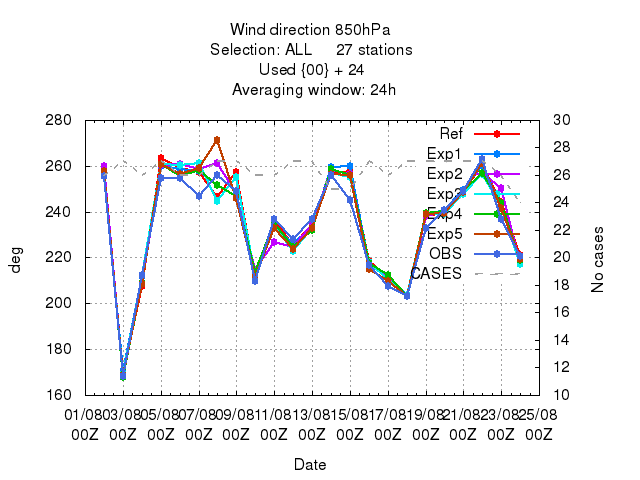 Wind direction 850hPa
Selection: ALL 27 stations
Used {00} + 24
Averaging window: 24h
280 30
28
260 26
24
240
22
220 20
18
200
16
14
180
12
160 10
deg
No cases
Ref
Exp1
Exp2
Exp3
Exp4
Exp5
OBS
CASES
01/08 03/08 05/08 07/08 09/08 11/08 13/08 15/08 17/08 19/08 21/08 23/08 25/08
00Z 00Z 00Z 00Z 00Z 00Z 00Z 00Z 00Z 00Z 00Z 00Z 00Z
Date